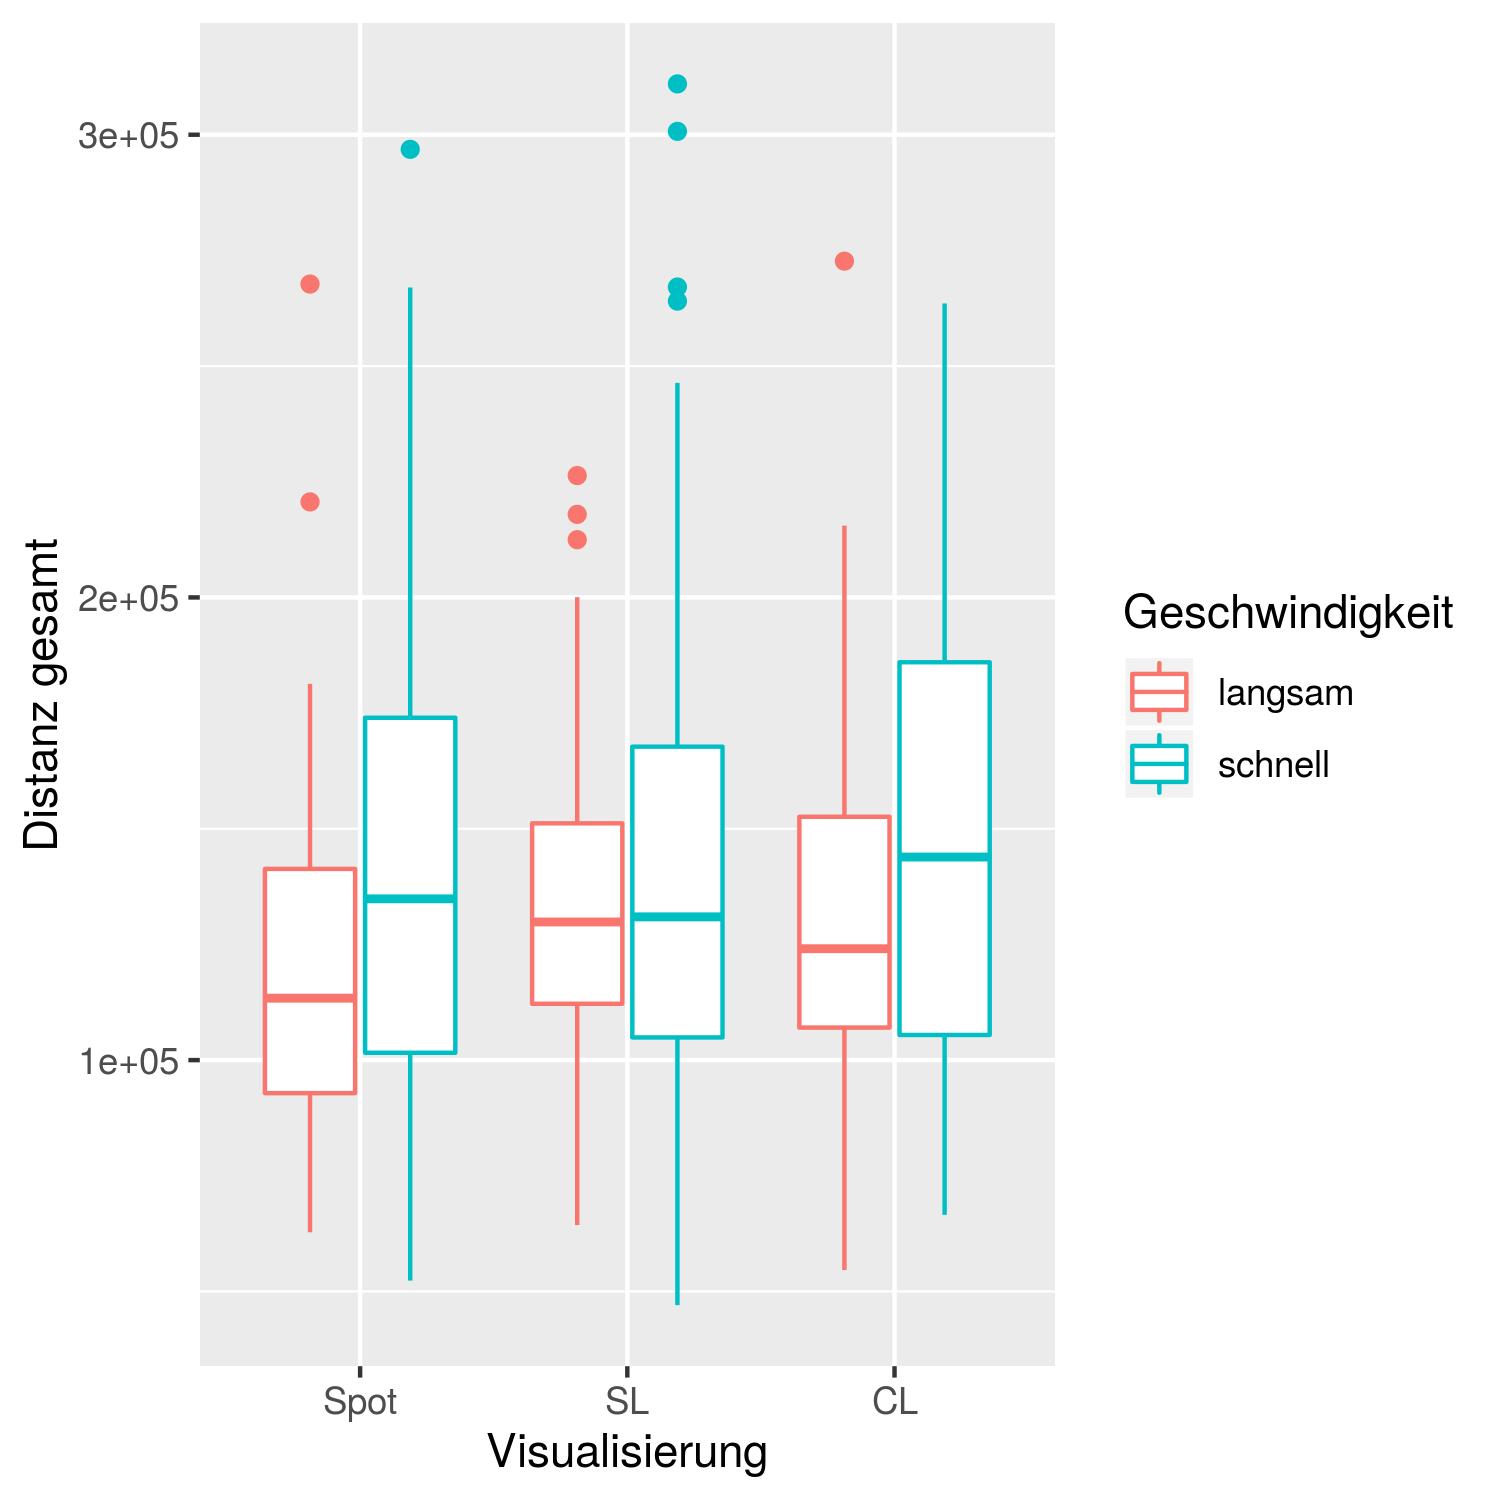 Distanz gesamt
3e+05
2e+05
1e+05
Spot
SL
CL
Visualisierung
Geschwindigkeit
langsam
schnell